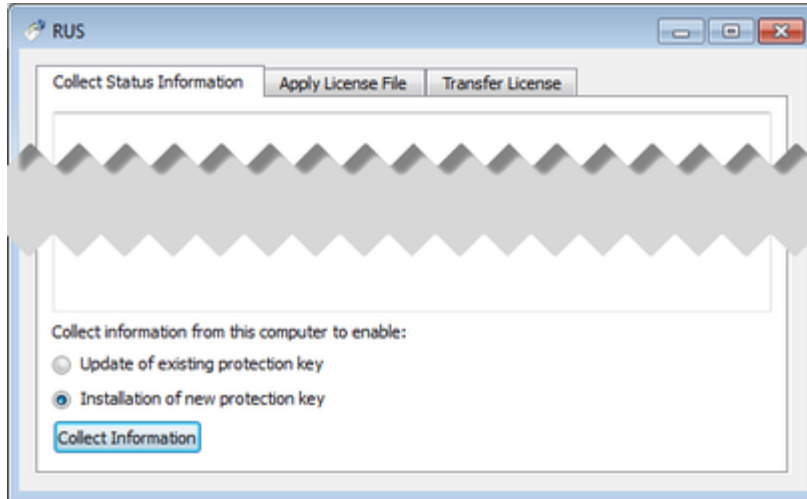 RUS
Collect Status Information
Apply License File
Transfer License
Collect information from this computer to enable:
Update of existing protection key
Installation of new protection key
Collect Information